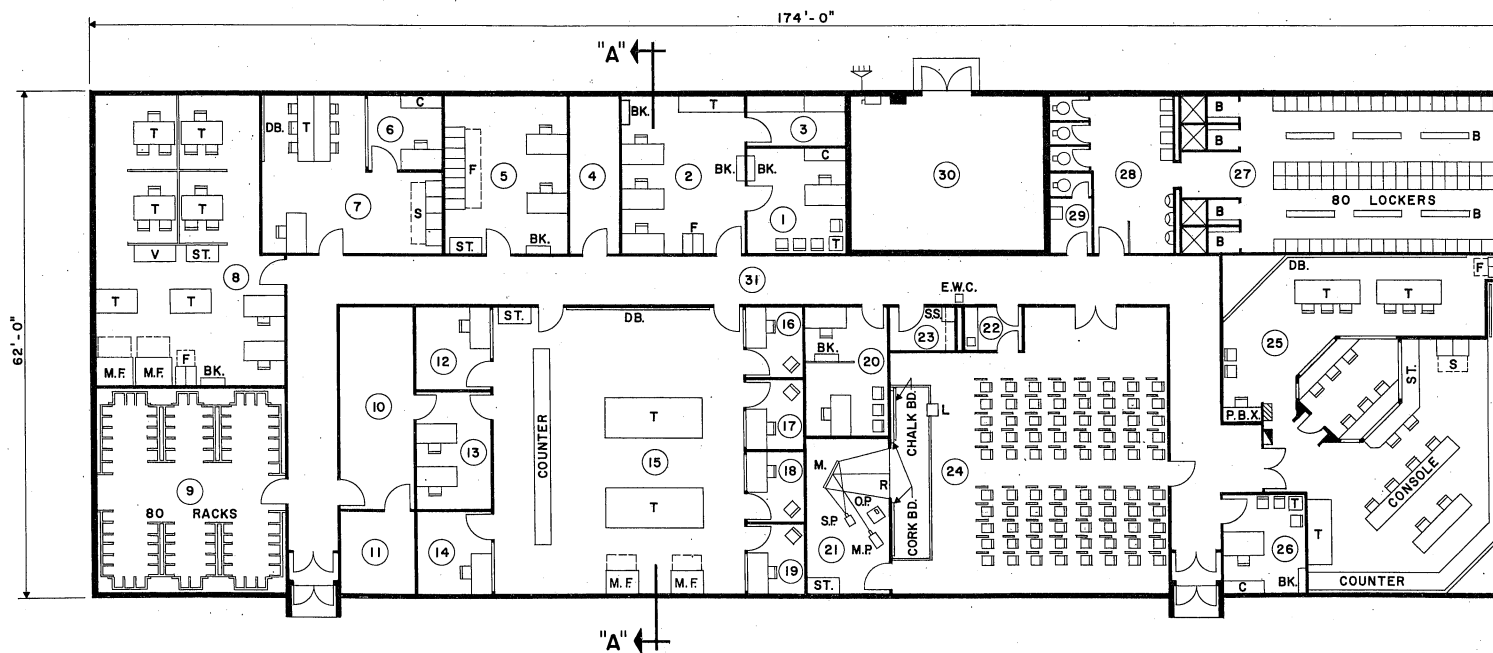 174'-0"
"A"
62'-0"
T T
DB. T
6 C
F 5
ST. BK.
4
BK. T
2
F
3
BK. BK.
C
1
T
30
28
29
B
B
27
B
80 LOCKERS
B
B
B
T T
7
S
V ST.
8
T T
M.F. M.F. F BK.
31
E.W.C.
DB.
F
T T
25
ST.
S
P.B.X.
CONSOLE
T
T
26
C BK.
COUNTER
9
80 RACKS
10
11
12
13
14
ST.
DB.
COUNTER
T
15
T
M.F. M.F.
16
17
18
19
20
BK.
S.S.
23
22
CHALK BD.
L
24
CORK BD.
M.
R
O.P.
S.P.
M.P.
21
ST.
"A"